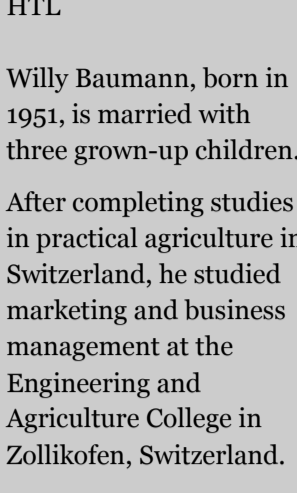 HTL
Willy Baumann, born in
1951, is married with
three grown-up children.
After completing studies
in practical agriculture in
Switzerland, he studied
marketing and business
management at the
Engineering and
Agriculture College in
Zollikofen, Switzerland.